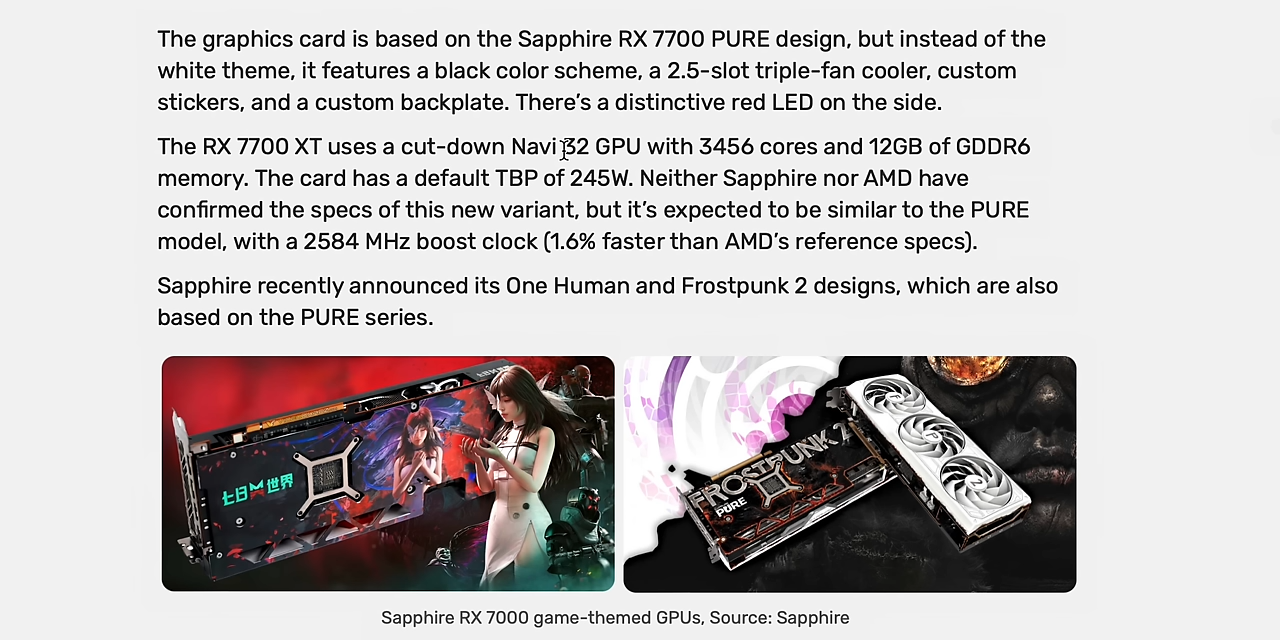 The graphics card is based on the Sapphire RX 7700 PURE design, but instead of the
white theme, it features a black color scheme, a 2.5-slot triple-fan cooler, custom
stickers, and a custom backplate. There’s a distinctive red LED on the side.
The RX 7700 XT uses a cut-down Navi 32 GPU with 3456 cores and 12GB of GDDR6
memory. The card has a default TBP of 245W. Neither Sapphire nor AMD have
confirmed the specs of this new variant, but it’s expected to be similar to the PURE
model, with a 2584 MHz boost clock (1.6% faster than AMD’s reference specs).
Sapphire recently announced its One Human and Frostpunk 2 designs, which are also
based on the PURE series.
七日世界
FROSTPUNK 2
PURE
Sapphire RX 7000 game-themed GPUs, Source: Sapphire